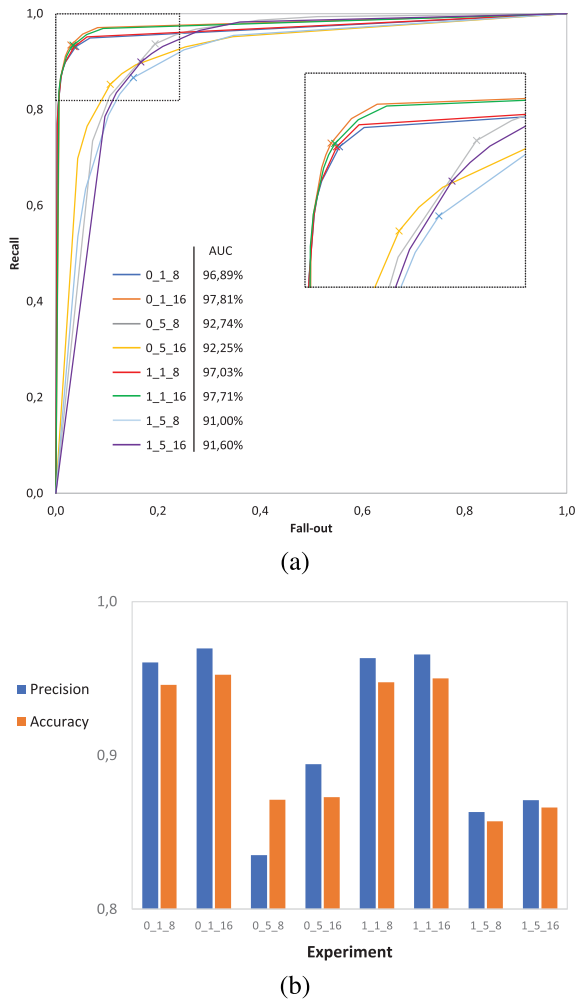 1,0
0,8
0,6
0,4
0,2
0,0
Recall
AUC
0_1_8 96,89%
0_1_16 97,81%
0_5_8 92,74%
0_5_16 92,25%
1_1_8 97,03%
1_1_16 97,71%
1_5_8 91,00%
1_5_16 91,60%
0,0 0,2 0,4 0,6 0,8 1,0
Fall-out
(a)
1,0
0,9
0,8
Precision
Accuracy
0_1_8 0_1_16 0_5_8 0_5_16 1_1_8 1_1_16 1_5_8 1_5_16
Experiment
(b)